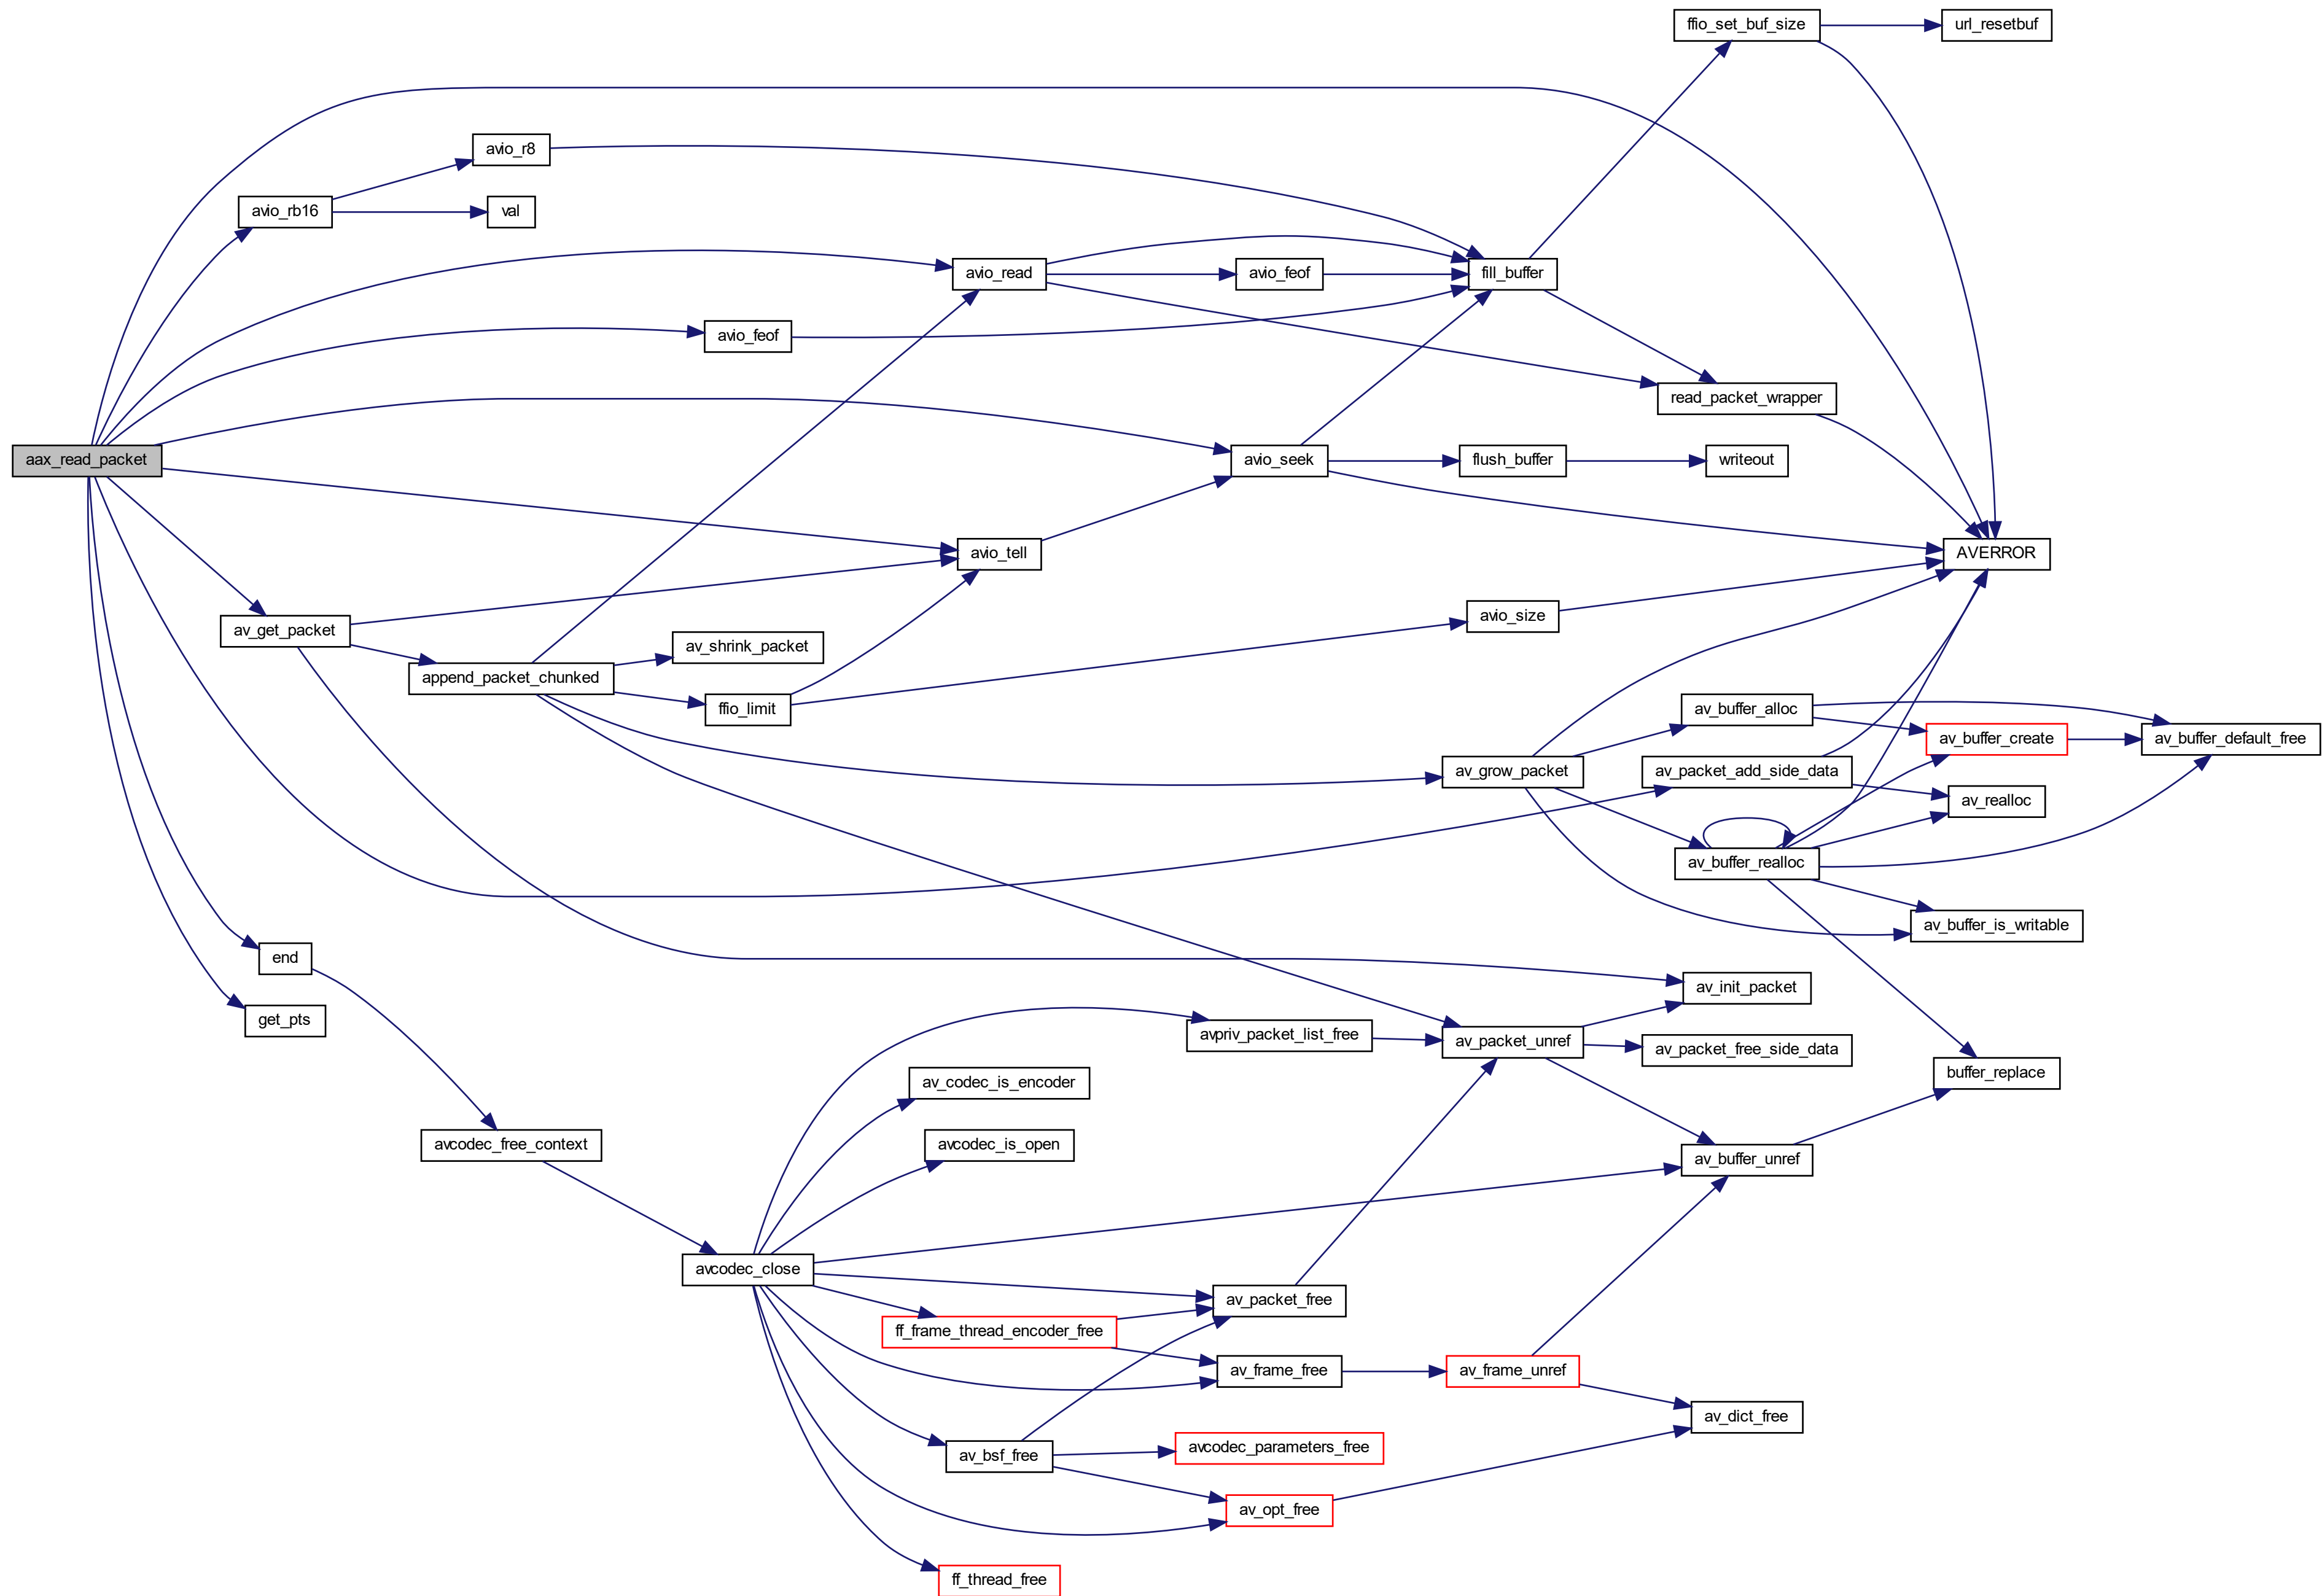 ffio_set_buf_size
url_resetbuf
avio_r8
avio_rb16
val
avio_read
avio_feof
fill_buffer
avio_feof
read_packet_wrapper
aax_read_packet
avio_seek
flush_buffer
writeout
avio_tell
AVERROR
avio_size
av_get_packet
av_shrink_packet
append_packet_chunked
ffio_limit
av_buffer_alloc
av_buffer_create
av_buffer_default_free
av_grow_packet
av_packet_add_side_data
av_realloc
av_buffer_realloc
av_buffer_is_writable
end
av_init_packet
get_pts
avpriv_packet_list_free
av_packet_unref
av_packet_free_side_data
buffer_replace
av_codec_is_encoder
avcodec_free_context
avcodec_is_open
av_buffer_unref
avcodec_close
av_packet_free
ff_frame_thread_encoder_free
av_frame_free
av_frame_unref
av_dict_free
av_bsf_free
avcodec_parameters_free
av_opt_free
ff_thread_free